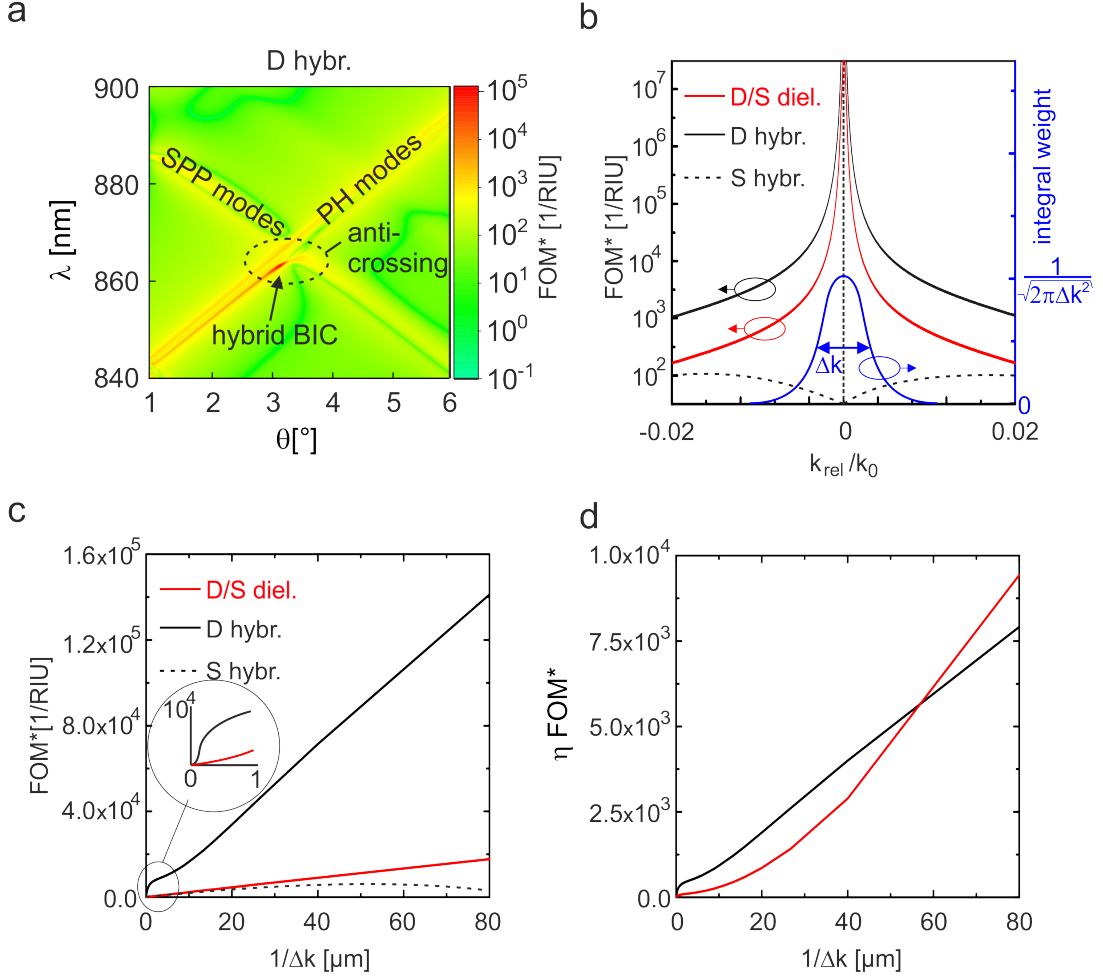 a
D hybr.
900
880
860
840
λ [nm]
1
2
3
4
5
6
θ[°]
SPP modes
PH modes
anti-
crossing
hybrid BIC
10^5
10^4
10^3
10^2
10^1
10^0
10^-1
FOM* [1/RIU]
b
D/S diel.
D hybr.
S hybr.
10^7
10^6
10^5
10^4
10^3
10^2
FOM* [1/RIU]
Δk
integral weight
1
√2πΔk²
0
-0.02
0
0.02
k_rel/k_0
c
1.6x10^5
1.2x10^5
8.0x10^4
4.0x10^4
0.0
FOM*[1/RIU]
D/S diel.
D hybr.
S hybr.
10^4
0
1
0
20
40
60
80
1/Δk [µm]
d
1.0x10^4
7.5x10^3
5.0x10^3
2.5x10^3
0.0
η FOM*
0
20
40
60
80
1/Δk [µm]